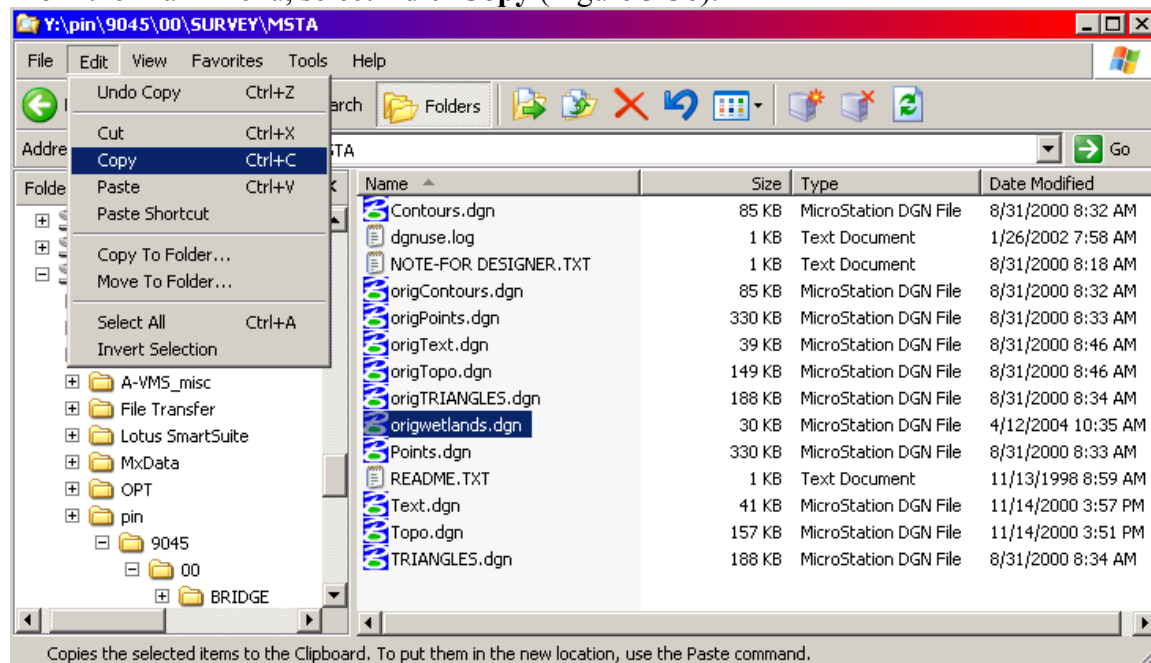 Y:\pin\9045\00\SURVEY\MSTA
File Edit View Favorites Tools Help
Undo Copy Ctrl+Z
Cut Ctrl+X
Copy Ctrl+C
Paste Ctrl+V
Paste Shortcut
Copy To Folder...
Move To Folder...
Select All Ctrl+A
Invert Selection
Folders
Go
Name Size Type Date Modified
Contours.dgn 85 KB MicroStation DGN File 8/31/2000 8:32 AM
dgnuse.log 1 KB Text Document 1/26/2002 7:58 AM
NOTE-FOR DESIGNER.TXT 1 KB Text Document 8/31/2000 8:18 AM
origContours.dgn 85 KB MicroStation DGN File 8/31/2000 8:32 AM
origPoints.dgn 330 KB MicroStation DGN File 8/31/2000 8:33 AM
origText.dgn 39 KB MicroStation DGN File 8/31/2000 8:46 AM
origTopo.dgn 149 KB MicroStation DGN File 8/31/2000 8:46 AM
origTRIANGLES.dgn 188 KB MicroStation DGN File 8/31/2000 8:34 AM
origwetlands.dgn 30 KB MicroStation DGN File 4/12/2004 10:35 AM
Points.dgn 330 KB MicroStation DGN File 8/31/2000 8:33 AM
README.TXT 1 KB Text Document 11/13/1998 8:59 AM
Text.dgn 41 KB MicroStation DGN File 11/14/2000 3:57 PM
Topo.dgn 157 KB MicroStation DGN File 11/14/2000 3:51 PM
TRIANGLES.dgn 188 KB MicroStation DGN File 8/31/2000 8:34 AM
A-VMS_misc
File Transfer
Lotus SmartSuite
MxData
OPT
pin
9045
00
BRIDGE
Copies the selected items to the Clipboard. To put them in the new location, use the Paste command.